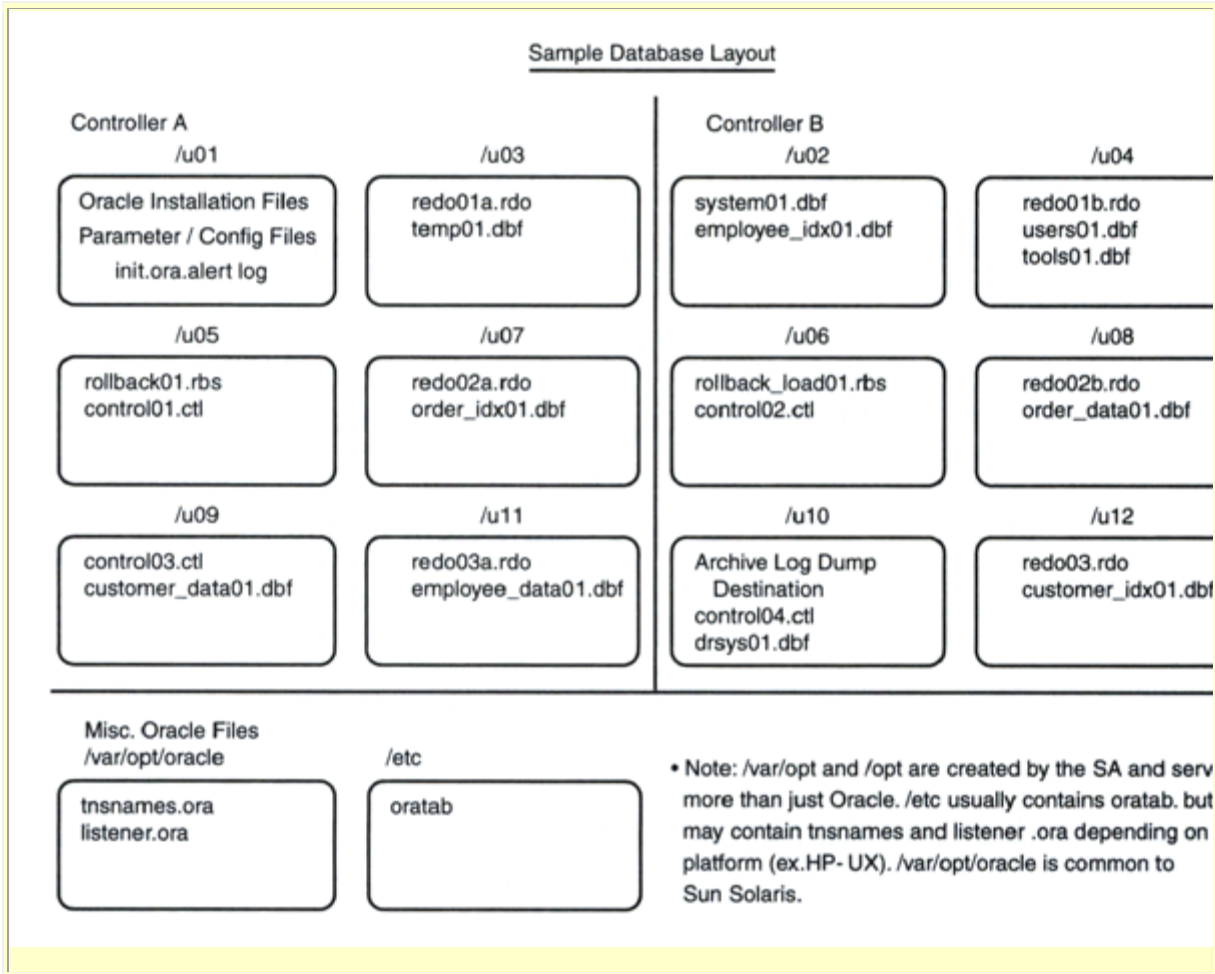 Sample Database Layout
Controller A
/u01
Oracle Installation Files
Parameter / Config Files
init.ora.alert log
/u03
redo01a.rdo
temp01.dbf
/u05
rollback01.rbs
control01.ctl
/u07
redo02a.rdo
order_idx01.dbf
/u09
control03.ctl
customer_data01.dbf
/u11
redo03a.rdo
employee_data01.dbf
Controller B
/u02
system01.dbf
employee_idx01.dbf
/u04
redo01b.rdo
users01.dbf
tools01.dbf
/u06
rollback_load01.rbs
control02.ctl
/u08
redo02b.rdo
order_data01.dbf
/u10
Archive Log Dump
Destination
control04.ctl
drsys01.dbf
/u12
redo03.rdo
customer_idx01.dbf
Misc. Oracle Files
/var/opt/oracle
tnsnames.ora
listener.ora
/etc
oratab
• Note: /var/opt and /opt are created by the SA and serv
more than just Oracle. /etc usually contains oratab. but
may contain tnsnames and listener .ora depending on
platform (ex.HP- UX). /var/opt/oracle is common to
Sun Solaris.